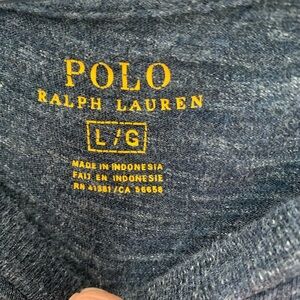 POLO
RALPH LAUREN
L/G
MADE IN INDONESIA
FAIT EN INDONESIE
RN 41381/CA 56658